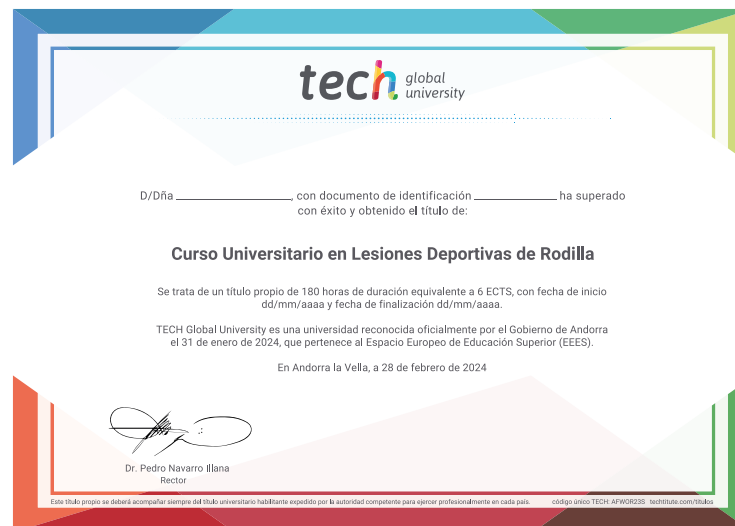 tech global university
D/Dña ____________, con documento de identificación ____________ ha superado
con éxito y obtenido el título de:
Curso Universitario en Lesiones Deportivas de Rodilla
Se trata de un título propio de 180 horas de duración equivalente a 6 ECTS, con fecha de inicio
dd/mm/aaaa y fecha de finalización dd/mm/aaaa.
TECH Global University es una universidad reconocida oficialmente por el Gobierno de Andorra
el 31 de enero de 2024, que pertenece al Espacio Europeo de Educación Superior (EEES).
En Andorra la Vella, a 28 de febrero de 2024
Dr. Pedro Navarro Illana
Rector
Este título propio se deberá acompañar siempre del título universitario habilitante expedido por la autoridad competente para ejercer profesionalmente en cada país. código único TECH: AFWOR23S techtitute.com/titulos